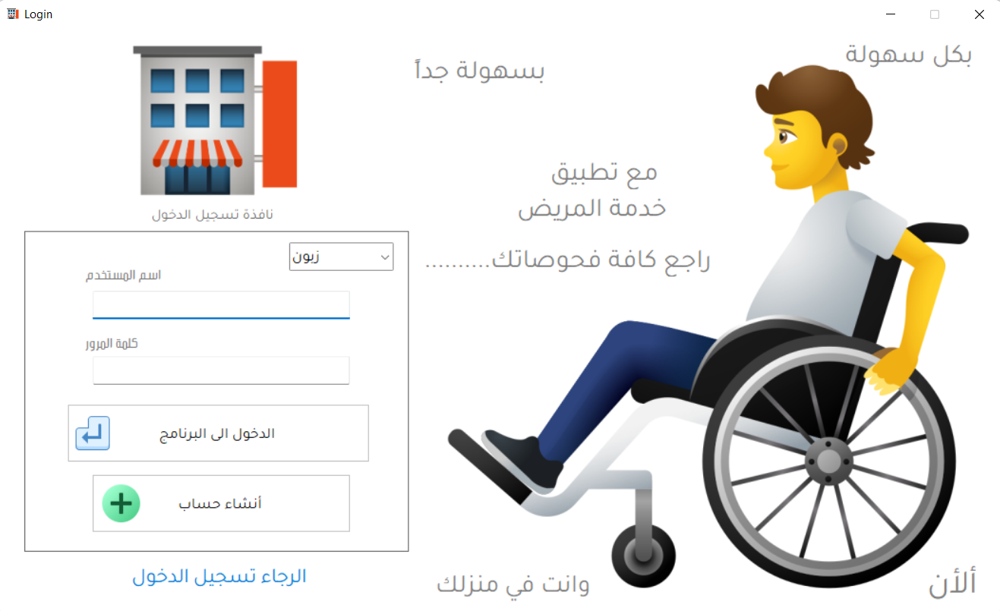 Login
بكل سهولة
بسهولة جداً
مع تطبيق
خدمة المريض
راجع كافة فحوصاتك..........
نافذة تسجيل الدخول
زبون
اسم المستخدم
كلمة المرور
الدخول الى البرنامج
أنشاء حساب
الرجاء تسجيل الدخول
ألأن
وانت في منزلك